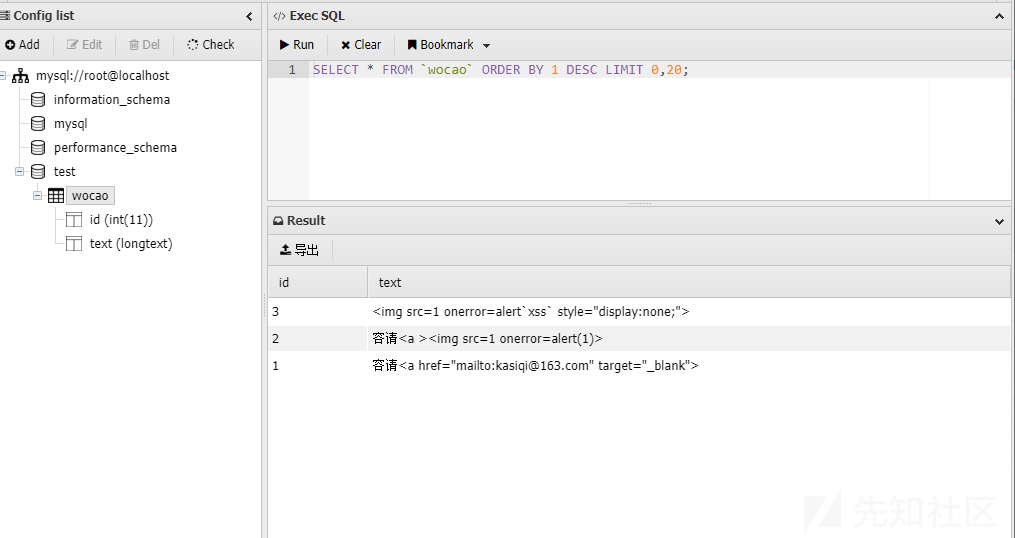 Config list
Add Edit Del Check
mysql://root@localhost
information_schema
mysql
performance_schema
test
wocao
id (int(11))
text (longtext)
</> Exec SQL
Run Clear Bookmark
1 SELECT * FROM `wocao` ORDER BY 1 DESC LIMIT 0,20;
Result
导出
id text
3 <img src=1 onerror=alert`xss` style="display:none;">
2 容请<a ><img src=1 onerror=alert(1)>
1 容请<a href="mailto:kasiqi@163.com" target="_blank">
先知社区